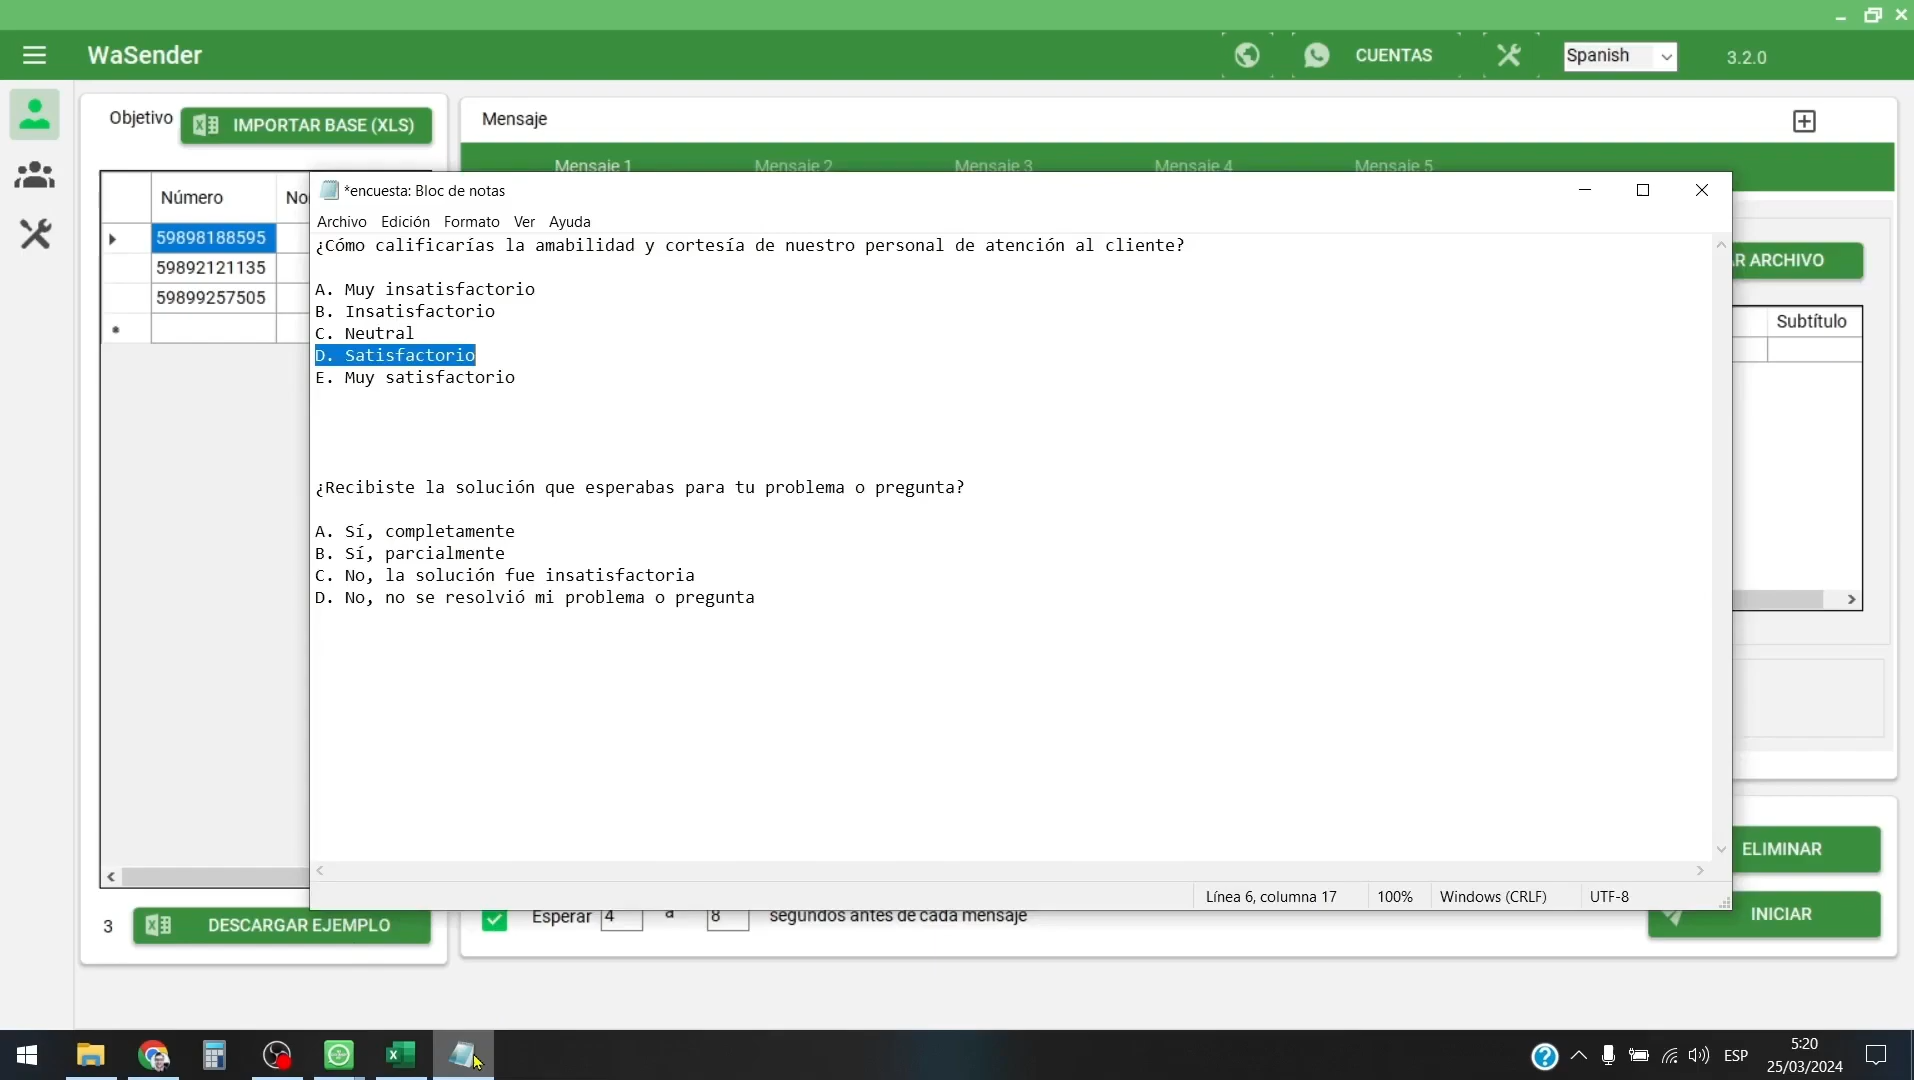 WaSender
CUENTAS
Spanish
3.2.0
Objetivo
IMPORTAR BASE (XLS)
Mensaje
Mensaje 1
Mensaje 2
Mensaje 3
Mensaje 4
Mensaje 5
Número
59898188595
59892121135
59899257505
*encuesta: Bloc de notas
Archivo Edición Formato Ver Ayuda
¿Cómo calificarías la amabilidad y cortesía de nuestro personal de atención al cliente?
A. Muy insatisfactorio
B. Insatisfactorio
C. Neutral
D. Satisfactorio
E. Muy satisfactorio
¿Recibiste la solución que esperabas para tu problema o pregunta?
A. Sí, completamente
B. Sí, parcialmente
C. No, la solución fue insatisfactoria
D. No, no se resolvió mi problema o pregunta
Línea 6, columna 17
100%
Windows (CRLF)
UTF-8
ARCHIVO
Subtítulo
ELIMINAR
INICIAR
3
DESCARGAR EJEMPLO
Esperar 4 a 8 segundos antes de cada mensaje
ESP
5:20
25/03/2024